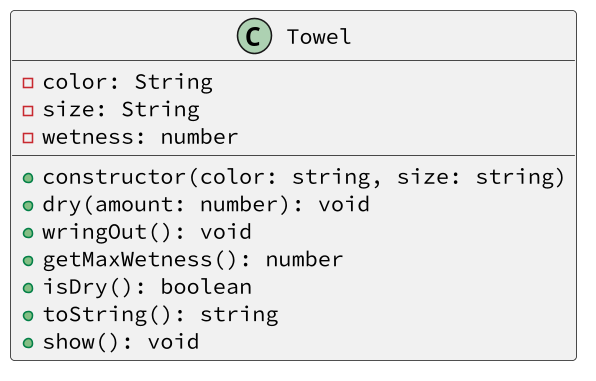 C Towel
color: String
size: String
wetness: number
constructor(color: string, size: string)
dry(amount: number): void
wringOut(): void
getMaxWetness(): number
isDry(): boolean
toString(): string
show(): void